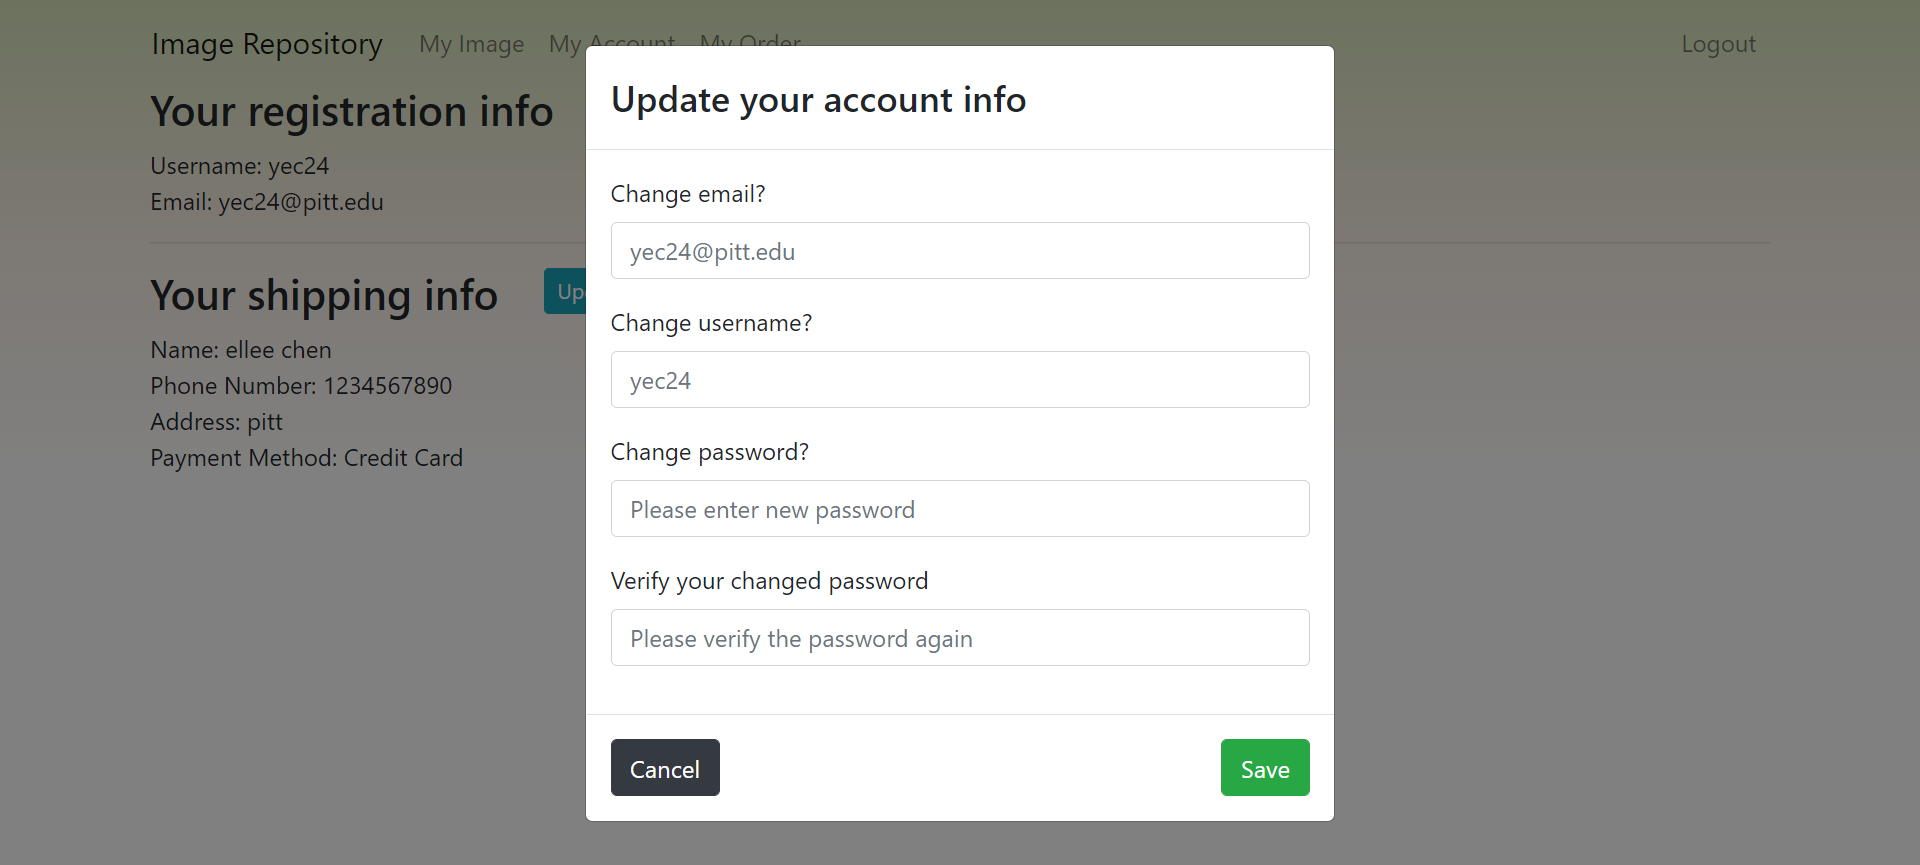 Image Repository My Image My Account My Order Logout
Your registration info
Username: yec24
Email: yec24@pitt.edu
Your shipping info
Name: ellee chen
Phone Number: 1234567890
Address: pitt
Payment Method: Credit Card
Update your account info
Change email?
yec24@pitt.edu
Change username?
yec24
Change password?
Please enter new password
Verify your changed password
Please verify the password again
Cancel
Save